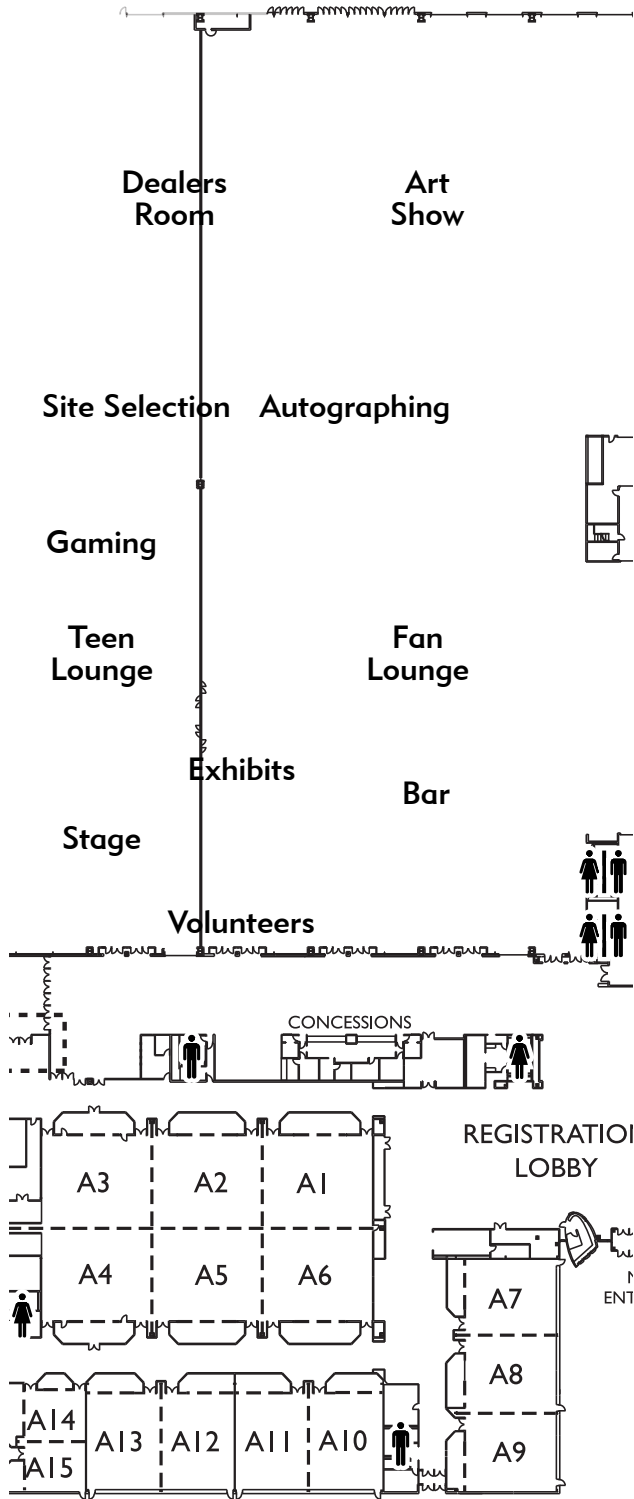 Dealers
Room
Art
Show
Site Selection
Autographing
Gaming
Teen
Lounge
Fan
Lounge
Exhibits
Bar
Stage
Volunteers
CONCESSIONS
REGISTRATION
LOBBY
A3
A2
A1
A4
A5
A6
A7
A8
A9
A14
A15
A13
A12
A11
A10